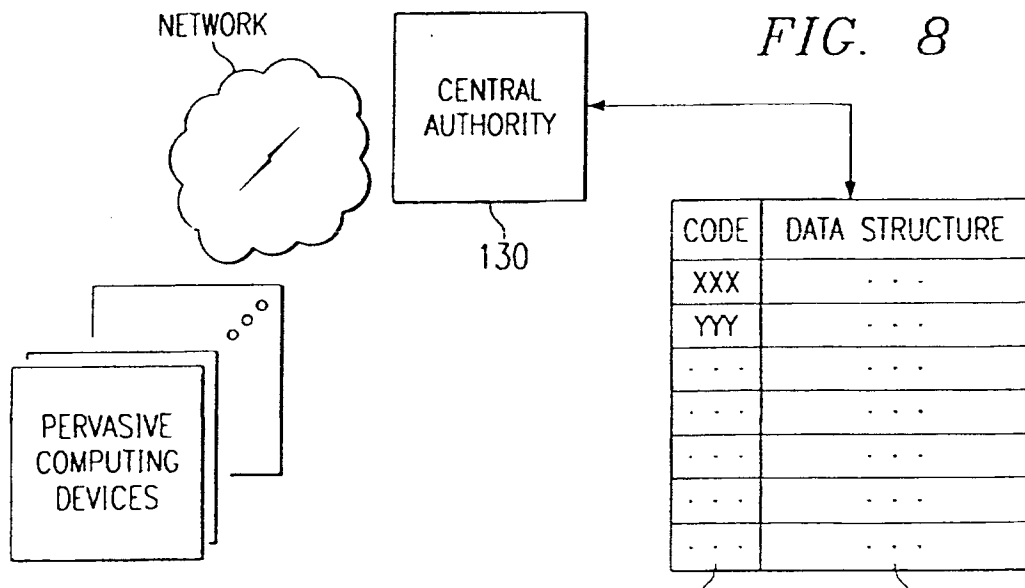 NETWORK
FIG. 8
CENTRAL
AUTHORITY
130
CODE DATA STRUCTURE
XXX . . .
YYY . . .
. . . . . .
. . . . . .
. . . . . .
. . . . . .
. . . . . .
PERVASIVE
COMPUTING
DEVICES